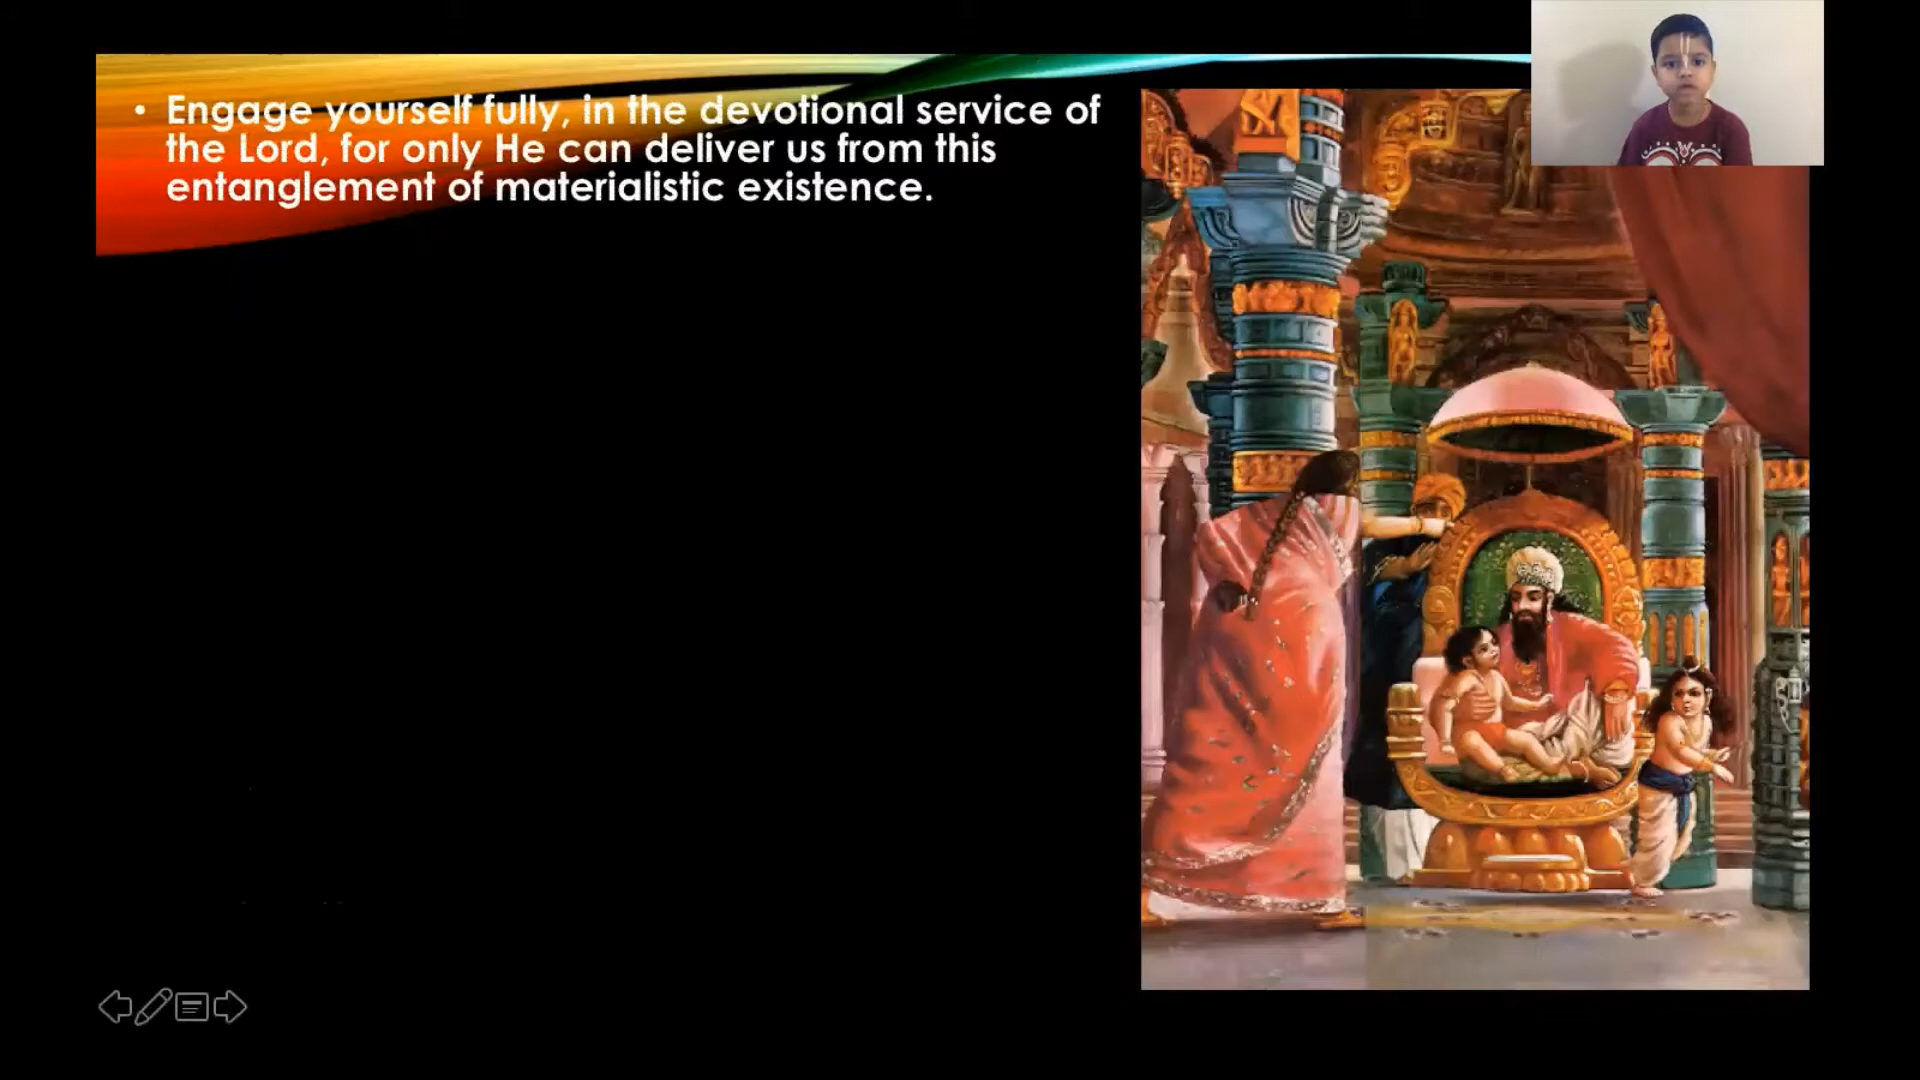 • Engage yourself fully, in the devotional service of
the Lord, for only He can deliver us from this
entanglement of materialistic existence.